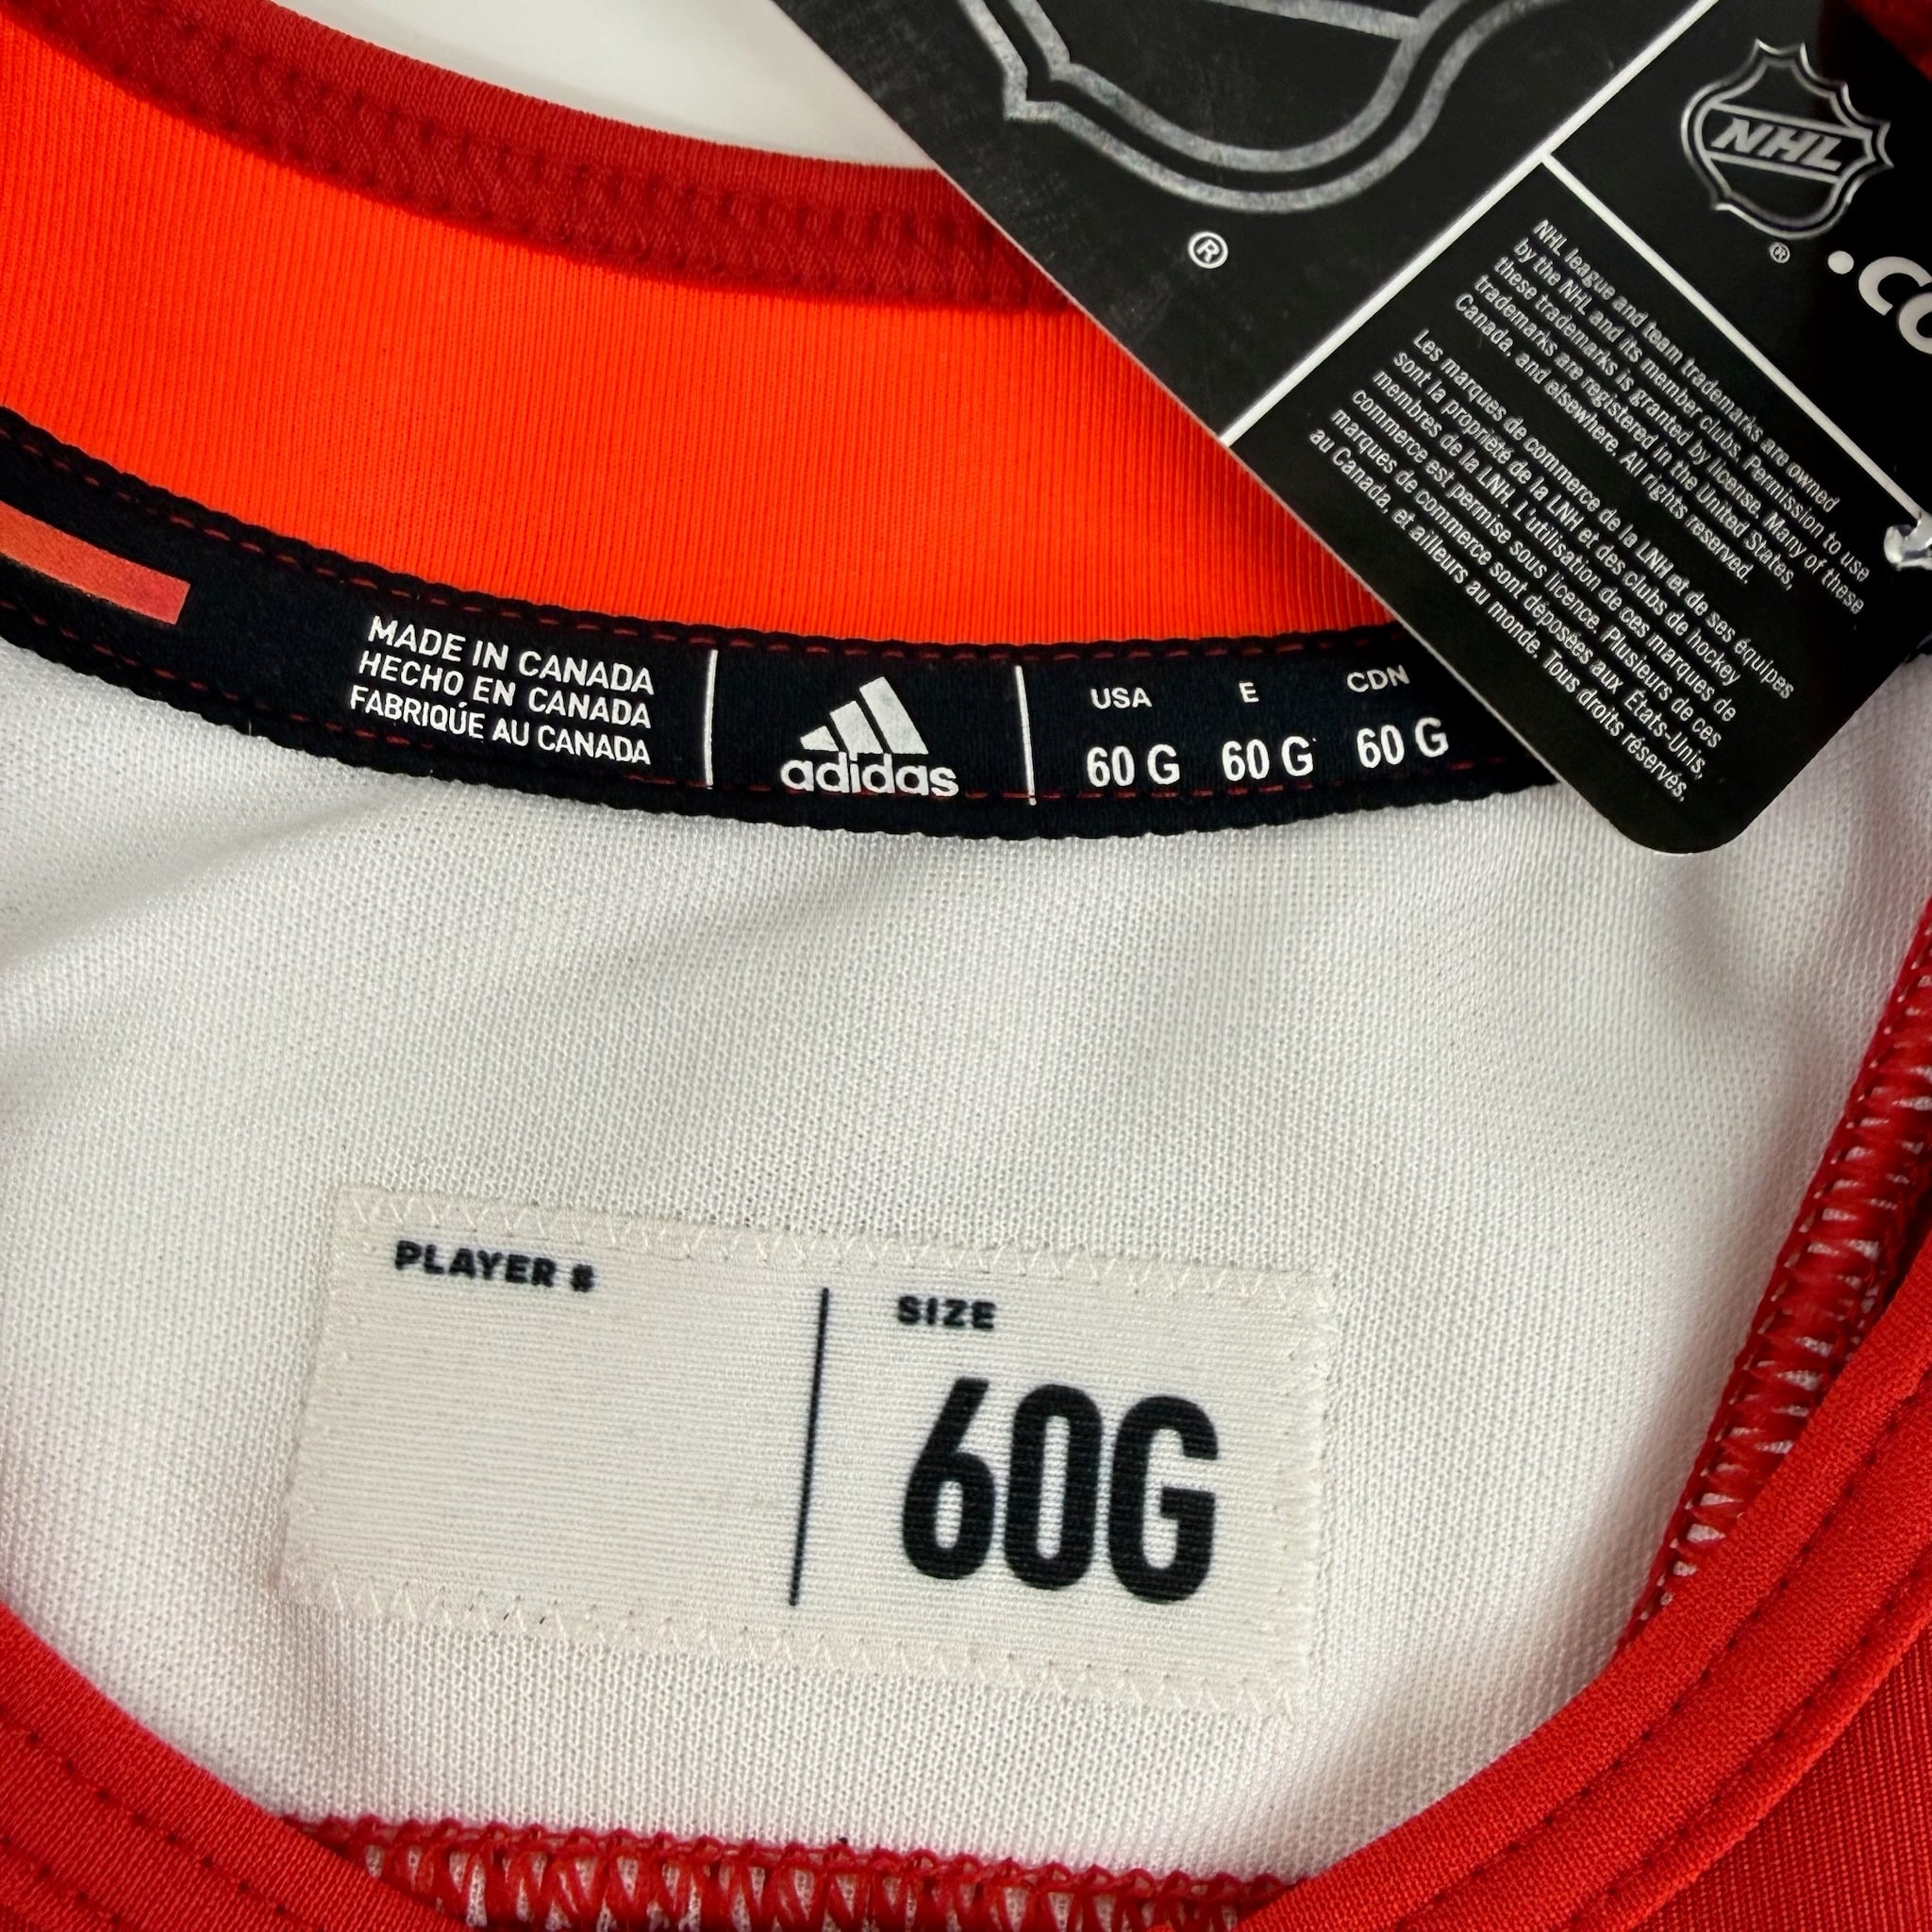 NHL
®
®
.co
NHL league and team trademarks are owned
by the NHL and its member clubs. Permission to use
these trademarks is granted by license. Many of these
trademarks are registered in the United States,
Canada, and elsewhere. All rights reserved.
Les marques de commerce de la LNH et de ses équipes
sont la propriété de la LNH et des clubs de hockey
membres de la LNH. L'utilisation de ces marques de
commerce est permise sous licence. Plusieurs de ces
marques de commerce sont déposées aux États-Unis,
au Canada, et ailleurs au monde. Tous droits réservés.
MADE IN CANADA
HECHO EN CANADA
FABRIQUÉ AU CANADA
adidas
USA E CDN
60 G 60 G 60 G
PLAYER #
SIZE
60G